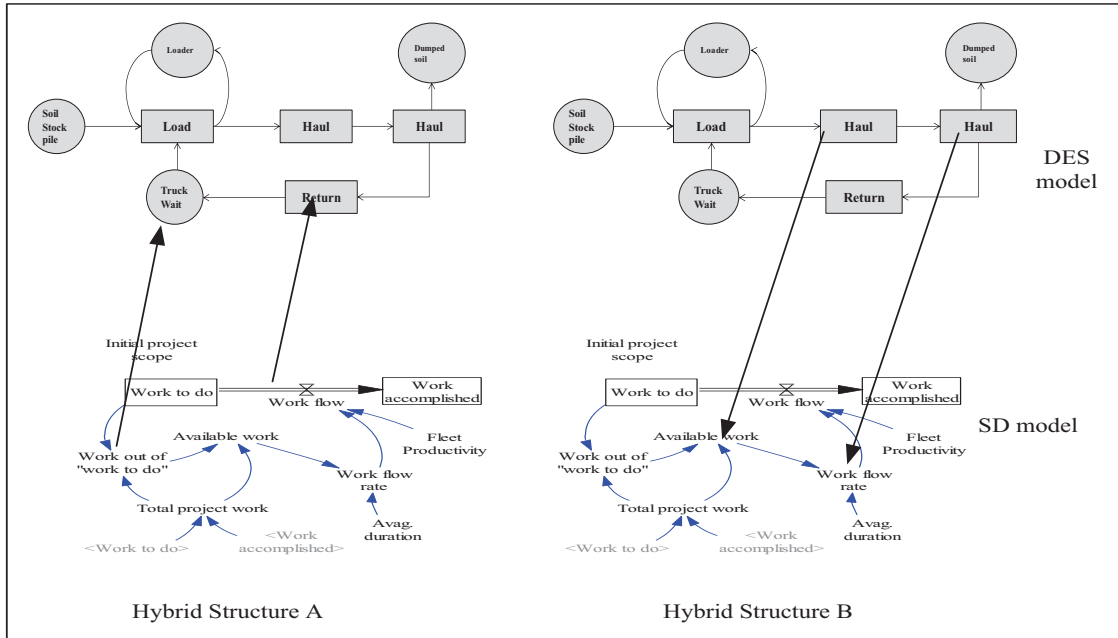 Loader
Dumped
soil
Soil
Stock
pile
Load
Haul
Haul
Truck
Wait
Return
Initial project
scope
Work to do
Work flow
Work
accomplished
Available work
Fleet
Productivity
Work out of
"work to do"
Work flow
rate
Total project work
Avag.
duration
<Work to do>
<Work
accomplished>
Hybrid Structure A
Loader
Dumped
soil
Soil
Stock
pile
Load
Haul
Haul
DES
model
Truck
Wait
Return
Initial project
scope
Work to do
Work flow
Work
accomplished
Available work
Fleet
Productivity
SD model
Work out of
"work to do"
Work flow
rate
Total project work
Avag.
duration
<Work to do>
<Work
accomplished>
Hybrid Structure B